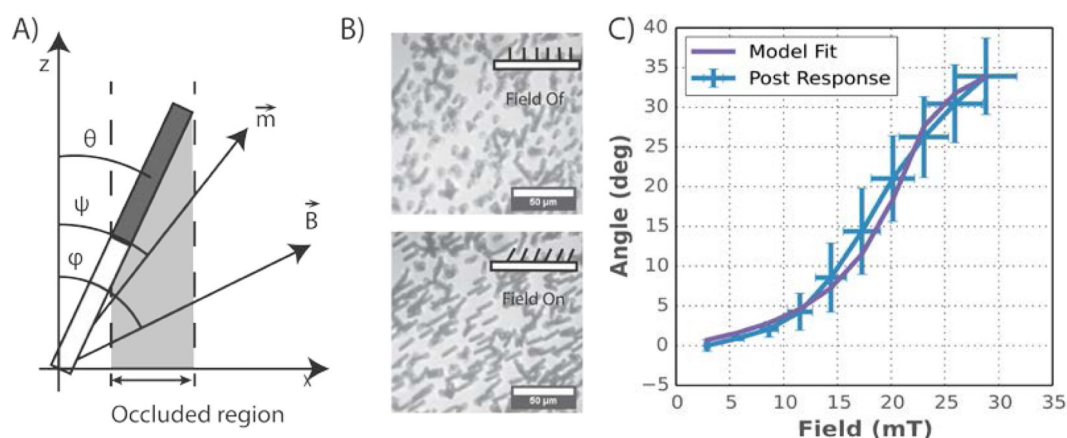 A)
z
θ
ψ
φ
m
B
x
Occluded region
B)
Field Of
50 μm
Field On
50 μm
C)
Model Fit
Post Response
40
35
30
25
20
15
10
5
0
−5
Angle (deg)
0 5 10 15 20 25 30 35
Field (mT)